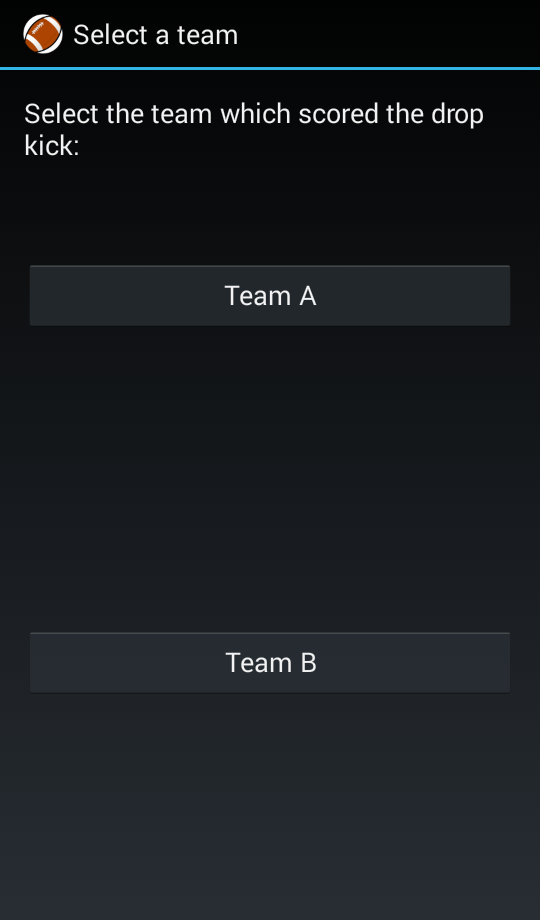 Select a team
Select the team which scored the drop
kick:
Team A
Team B